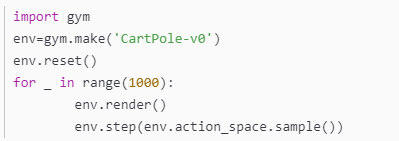 import gym
env=gym.make('CartPole-v0')
env.reset()
for _ in range(1000):
        env.render()
        env.step(env.action_space.sample())